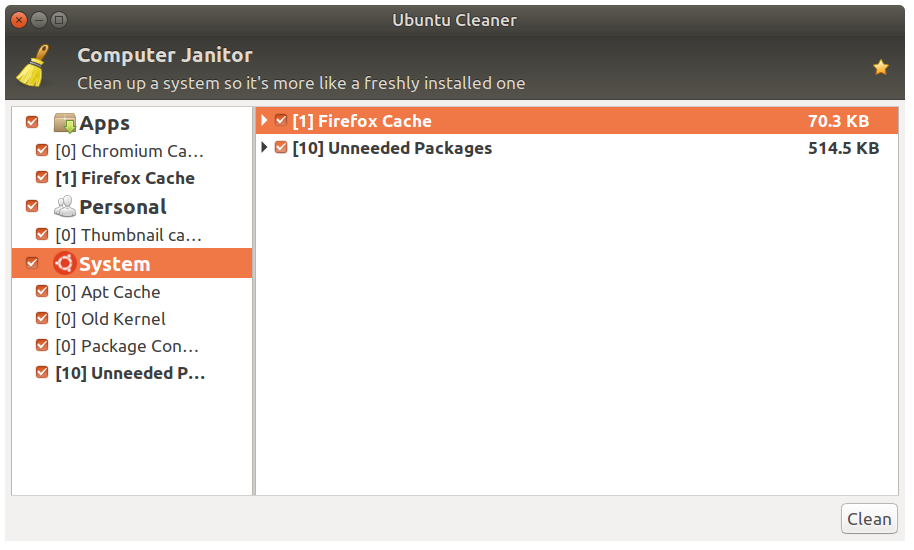 Ubuntu Cleaner
Computer Janitor
Clean up a system so it's more like a freshly installed one
Apps
[0] Chromium Ca...
[1] Firefox Cache
Personal
[0] Thumbnail ca...
System
[0] Apt Cache
[0] Old Kernel
[0] Package Con...
[10] Unneeded P...
[1] Firefox Cache 70.3 KB
[10] Unneeded Packages 514.5 KB
Clean